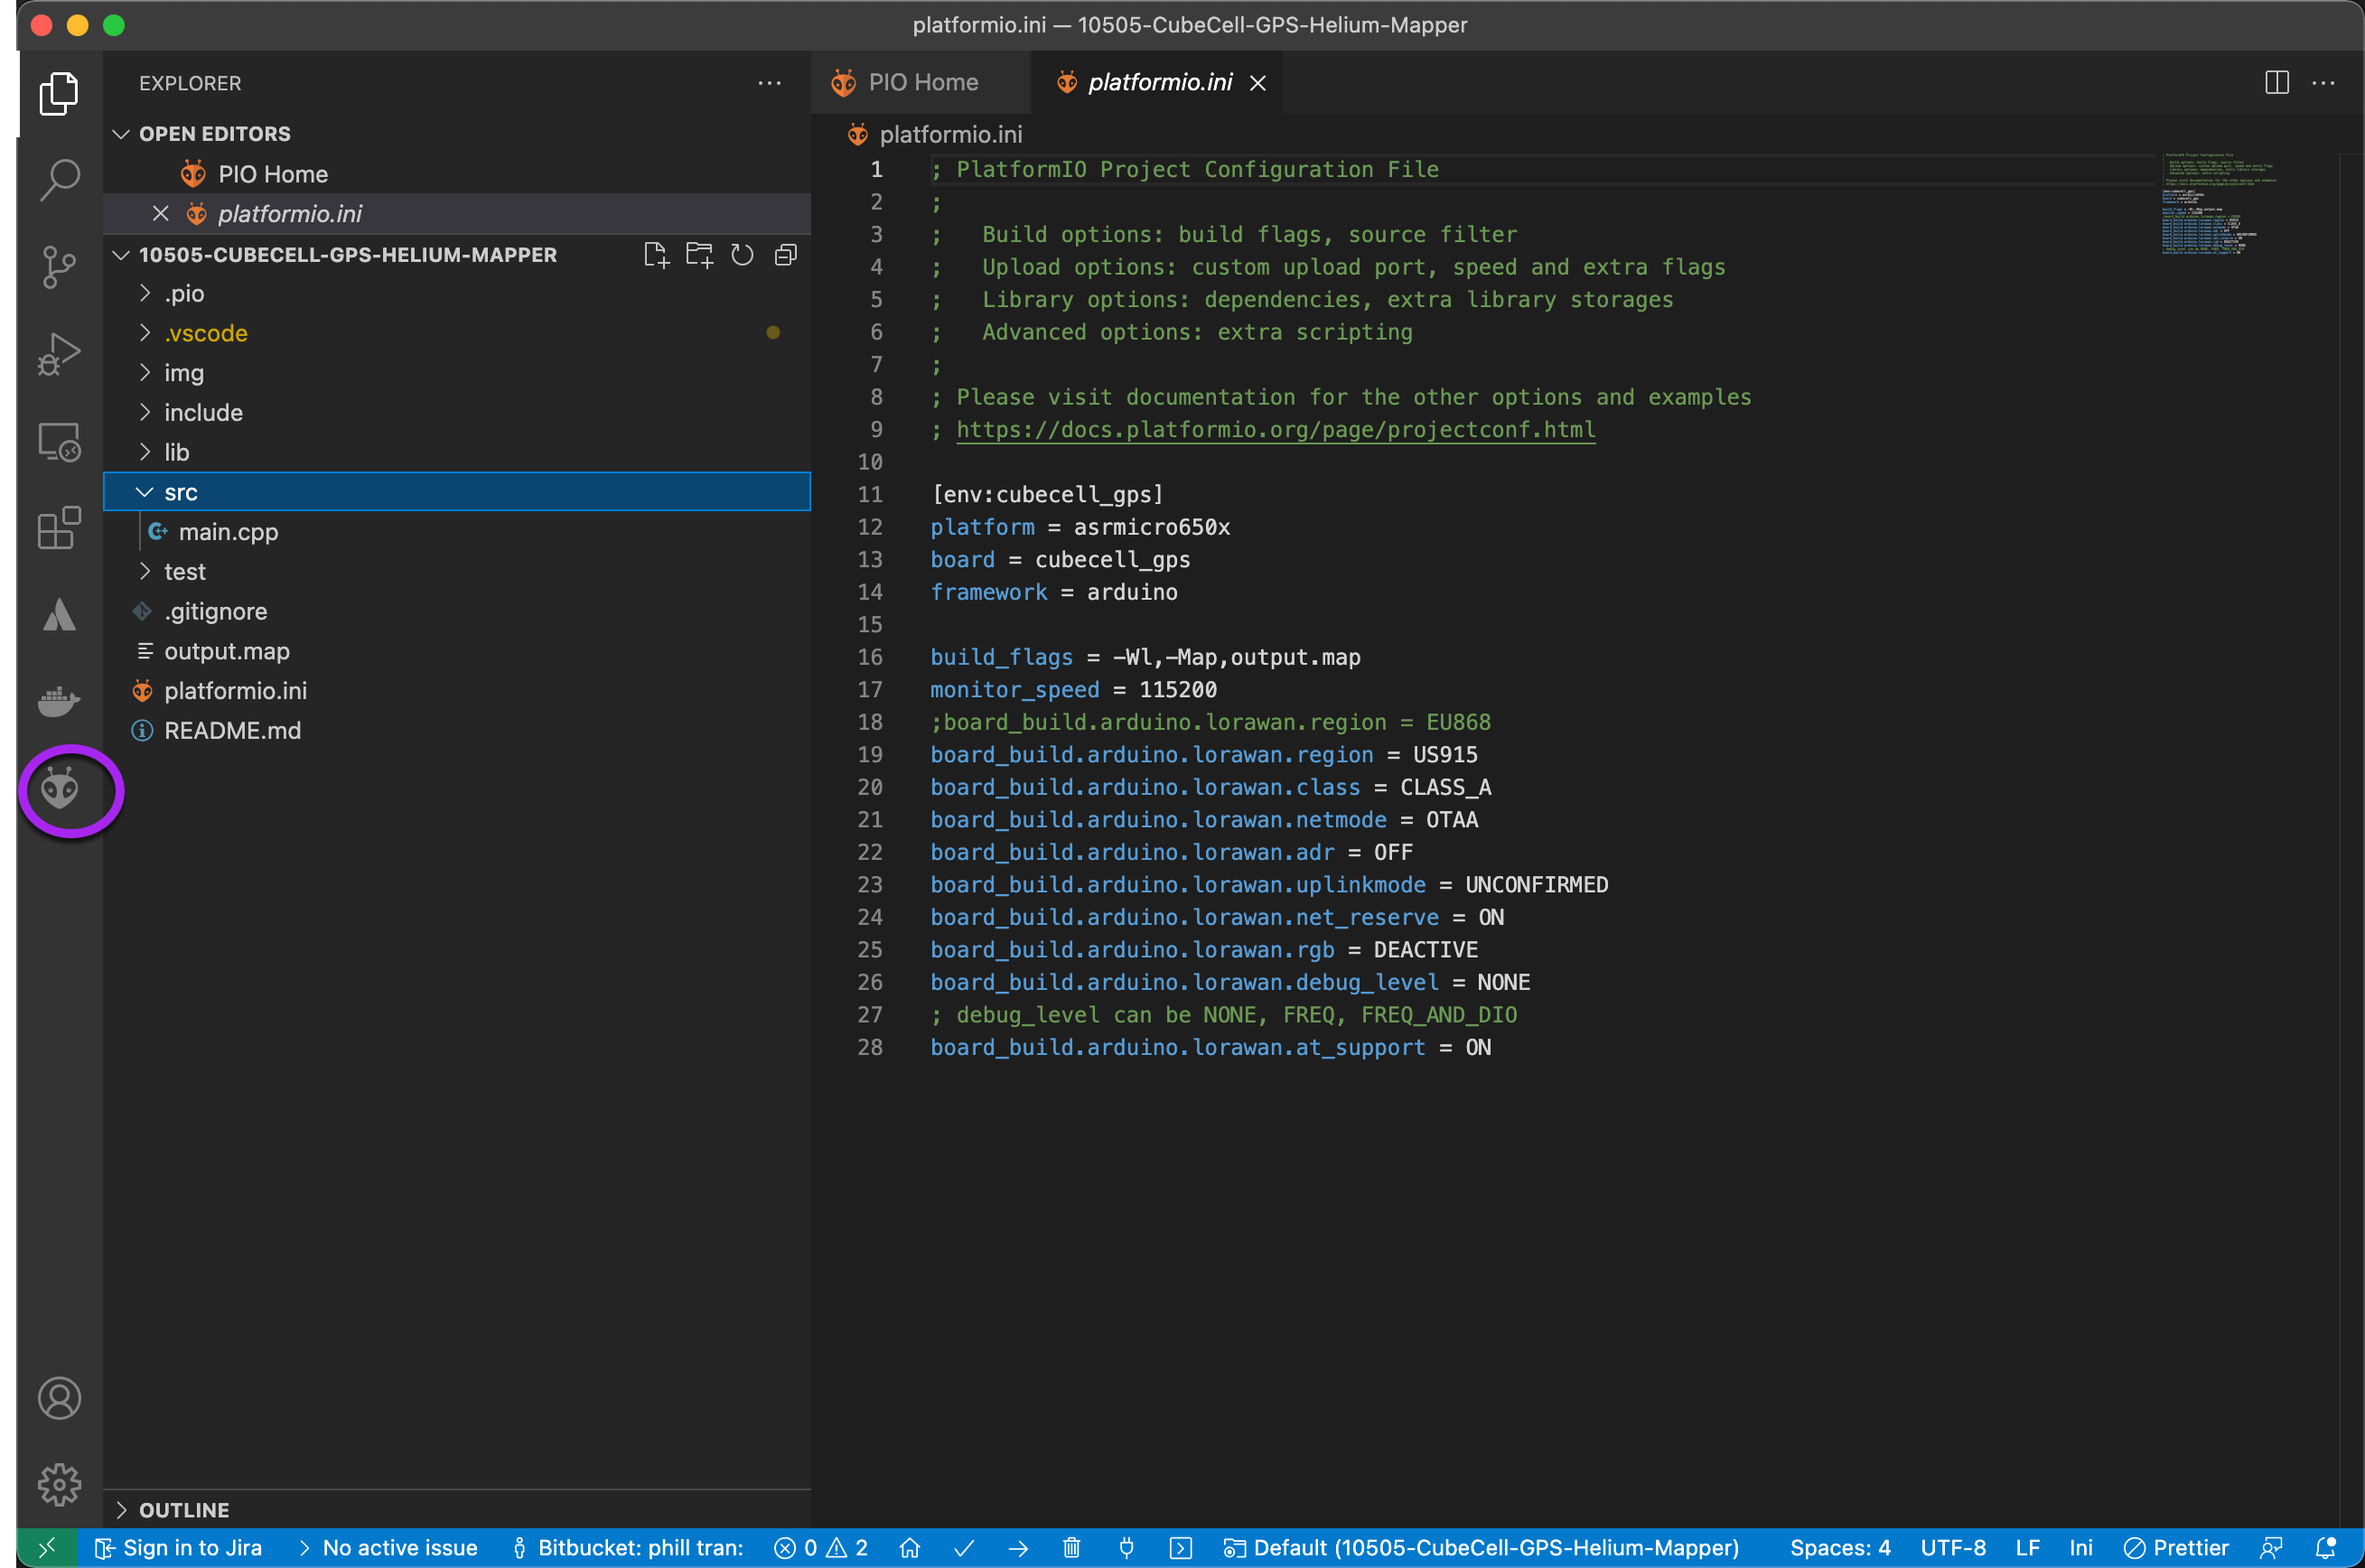 platformio.ini — 10505-CubeCell-GPS-Helium-Mapper
EXPLORER
OPEN EDITORS
PIO Home
platformio.ini
10505-CUBECELL-GPS-HELIUM-MAPPER
.pio
.vscode
img
include
lib
src
main.cpp
test
.gitignore
output.map
platformio.ini
README.md
OUTLINE
PIO Home
platformio.ini
platformio.ini
1 ; PlatformIO Project Configuration File
2 ;
3 ;   Build options: build flags, source filter
4 ;   Upload options: custom upload port, speed and extra flags
5 ;   Library options: dependencies, extra library storages
6 ;   Advanced options: extra scripting
7 ;
8 ; Please visit documentation for the other options and examples
9 ; https://docs.platformio.org/page/projectconf.html
10
11 [env:cubecell_gps]
12 platform = asrmicro650x
13 board = cubecell_gps
14 framework = arduino
15
16 build_flags = -Wl,-Map,output.map
17 monitor_speed = 115200
18 ;board_build.arduino.lorawan.region = EU868
19 board_build.arduino.lorawan.region = US915
20 board_build.arduino.lorawan.class = CLASS_A
21 board_build.arduino.lorawan.netmode = OTAA
22 board_build.arduino.lorawan.adr = OFF
23 board_build.arduino.lorawan.uplinkmode = UNCONFIRMED
24 board_build.arduino.lorawan.net_reserve = ON
25 board_build.arduino.lorawan.rgb = DEACTIVE
26 board_build.arduino.lorawan.debug_level = NONE
27 ; debug_level can be NONE, FREQ, FREQ_AND_DIO
28 board_build.arduino.lorawan.at_support = ON
Sign in to Jira No active issue Bitbucket: phill tran: 0 2 Default (10505-CubeCell-GPS-Helium-Mapper) Spaces: 4 UTF-8 LF Ini Prettier